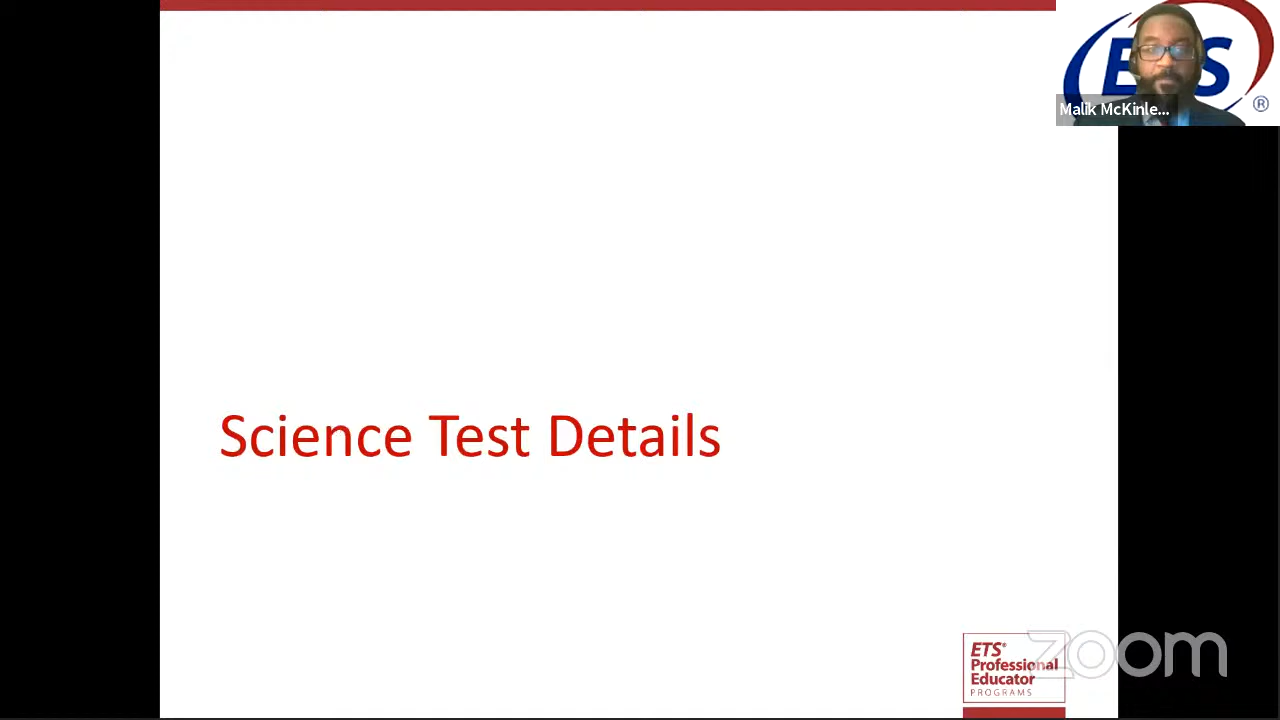 ETS
®
Malik McKinle...
Science Test Details
ETS®
Professional
Educator
PROGRAMS
zoom